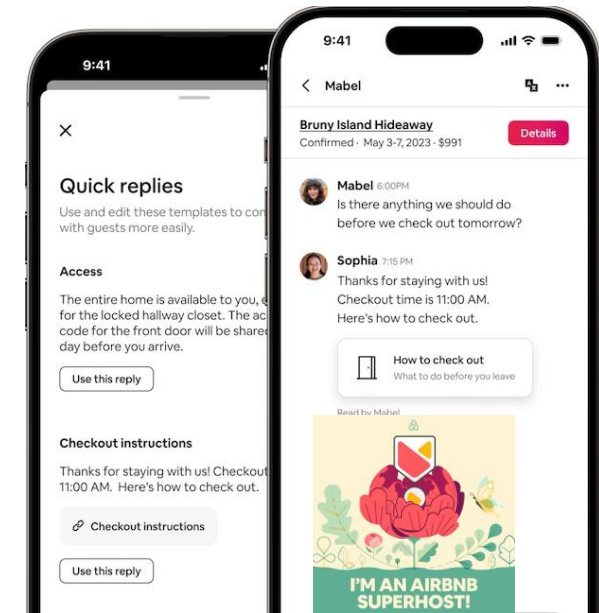 9:41
Quick replies
Use and edit these templates to con
with guests more easily.
Access
The entire home is available to you, e
for the locked hallway closet. The ac
code for the front door will be share
day before you arrive.
Use this reply
Checkout instructions
Thanks for staying with us! Checkout
11:00 AM. Here's how to check out.
Checkout instructions
Use this reply
9:41
Mabel
Bruny Island Hideaway
Confirmed · May 3-7, 2023 · $991
Details
Mabel 6:00PM
Is there anything we should do
before we check out tomorrow?
Sophia 7:15 PM
Thanks for staying with us!
Checkout time is 11:00 AM.
Here's how to check out.
How to check out
What to do before you leave
Read by Mabel
I'M AN AIRBNB
SUPERHOST!